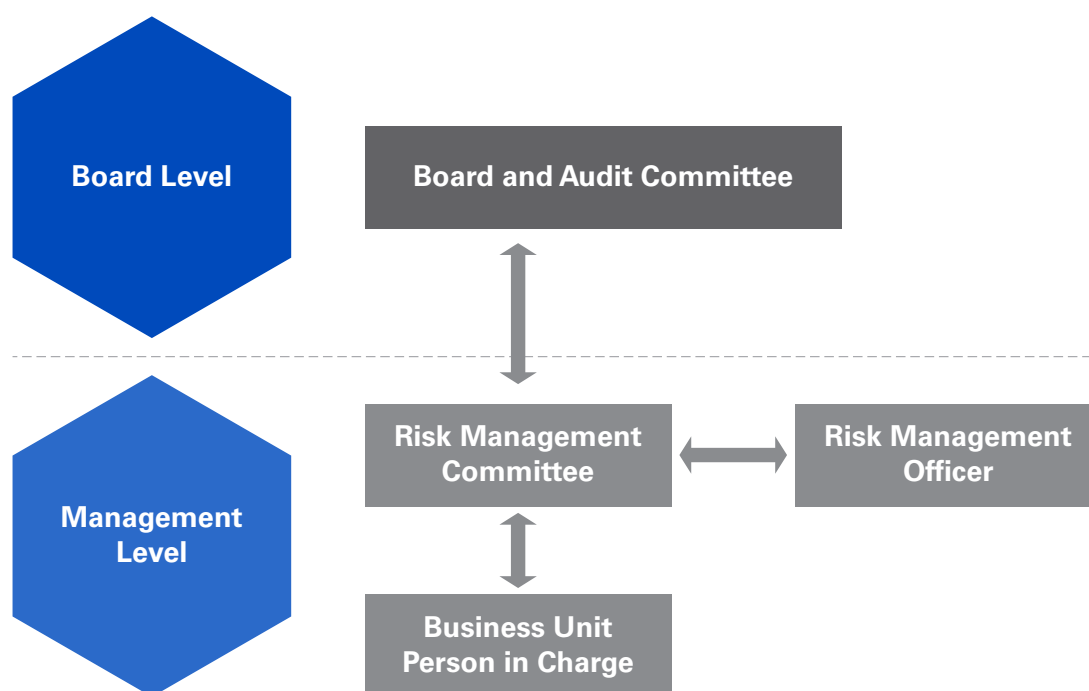 Board Level
Board and Audit Committee
Risk Management
Committee
Risk Management
Officer
Management
Level
Business Unit
Person in Charge